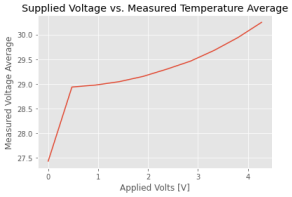 Supplied Voltage vs. Measured Temperature Average
30.0
29.5
29.0
28.5
28.0
27.5
Measured Voltage Average
0 1 2 3 4
Applied Volts [V]